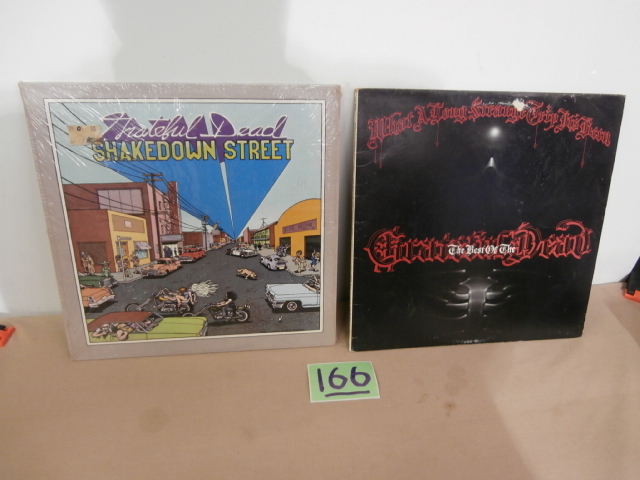 Grateful Dead
SHAKEDOWN STREET
What A Long Strange Trip It's Been
The Best Of The
Grateful Dead
166